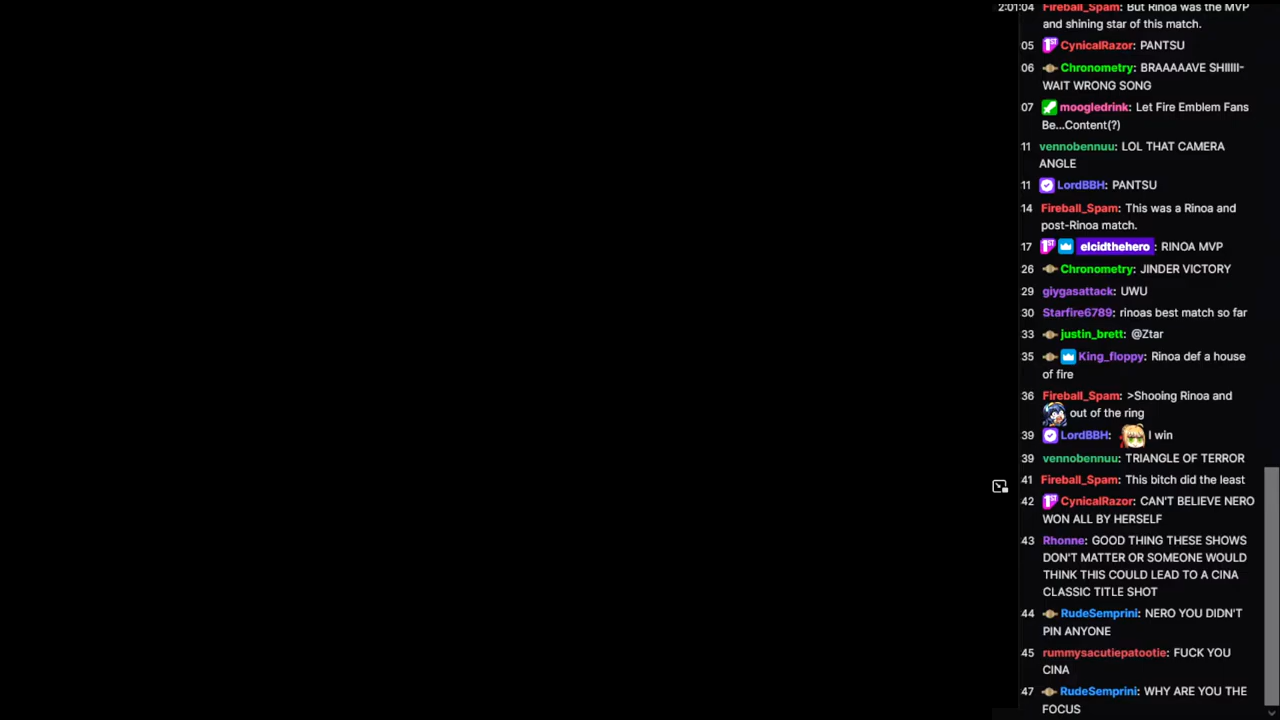 2:01:04 Fireball_Spam: But Rinoa was the MVP
and shining star of this match.
05 CynicalRazor: PANTSU
06 Chronometry: BRAAAAAVE SHIIIII-
WAIT WRONG SONG
07 moogledrink: Let Fire Emblem Fans
Be...Content(?)
11 vennobennuu: LOL THAT CAMERA
ANGLE
11 LordBBH: PANTSU
14 Fireball_Spam: This was a Rinoa and
post-Rinoa match.
17 elcidthehero : RINOA MVP
26 Chronometry: JINDER VICTORY
29 giygasattack: UWU
30 Starfire6789: rinoas best match so far
33 justin_brett: @Ztar
35 King_floppy: Rinoa def a house
of fire
36 Fireball_Spam: >Shooing Rinoa and
out of the ring
39 LordBBH: I win
39 vennobennuu: TRIANGLE OF TERROR
41 Fireball_Spam: This bitch did the least
42 CynicalRazor: CAN'T BELIEVE NERO
WON ALL BY HERSELF
43 Rhonne: GOOD THING THESE SHOWS
DON'T MATTER OR SOMEONE WOULD
THINK THIS COULD LEAD TO A CINA
CLASSIC TITLE SHOT
44 RudeSemprini: NERO YOU DIDN'T
PIN ANYONE
45 rummysacutiepatootie: FUCK YOU
CINA
47 RudeSemprini: WHY ARE YOU THE
FOCUS